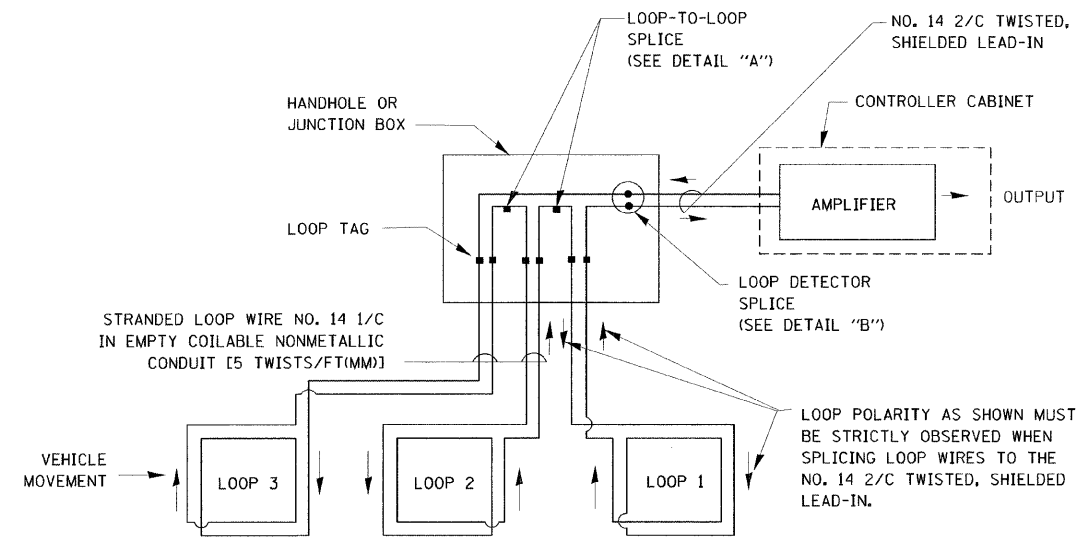 LOOP-TO-LOOP
SPLICE
(SEE DETAIL "A")
NO. 14 2/C TWISTED,
SHIELDED LEAD-IN
HANDHOLE OR
JUNCTION BOX
CONTROLLER CABINET
AMPLIFIER
OUTPUT
LOOP TAG
LOOP DETECTOR
SPLICE
(SEE DETAIL "B")
STRANDED LOOP WIRE NO. 14 1/C
IN EMPTY COILABLE NONMETALLIC
CONDUIT [5 TWISTS/FT(MM)]
LOOP POLARITY AS SHOWN MUST
BE STRICTLY OBSERVED WHEN
SPLICING LOOP WIRES TO THE
NO. 14 2/C TWISTED, SHIELDED
LEAD-IN.
VEHICLE
MOVEMENT
LOOP 3
LOOP 2
LOOP 1